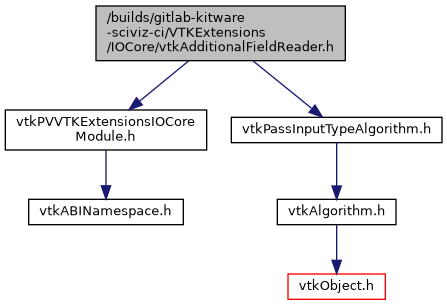 /builds/gitlab-kitware
-sciviz-ci/VTKExtensions
/IOCore/vtkAdditionalFieldReader.h
vtkPVVTKExtensionsIOCore
Module.h
vtkPassInputTypeAlgorithm.h
vtkABINamespace.h
vtkAlgorithm.h
vtkObject.h